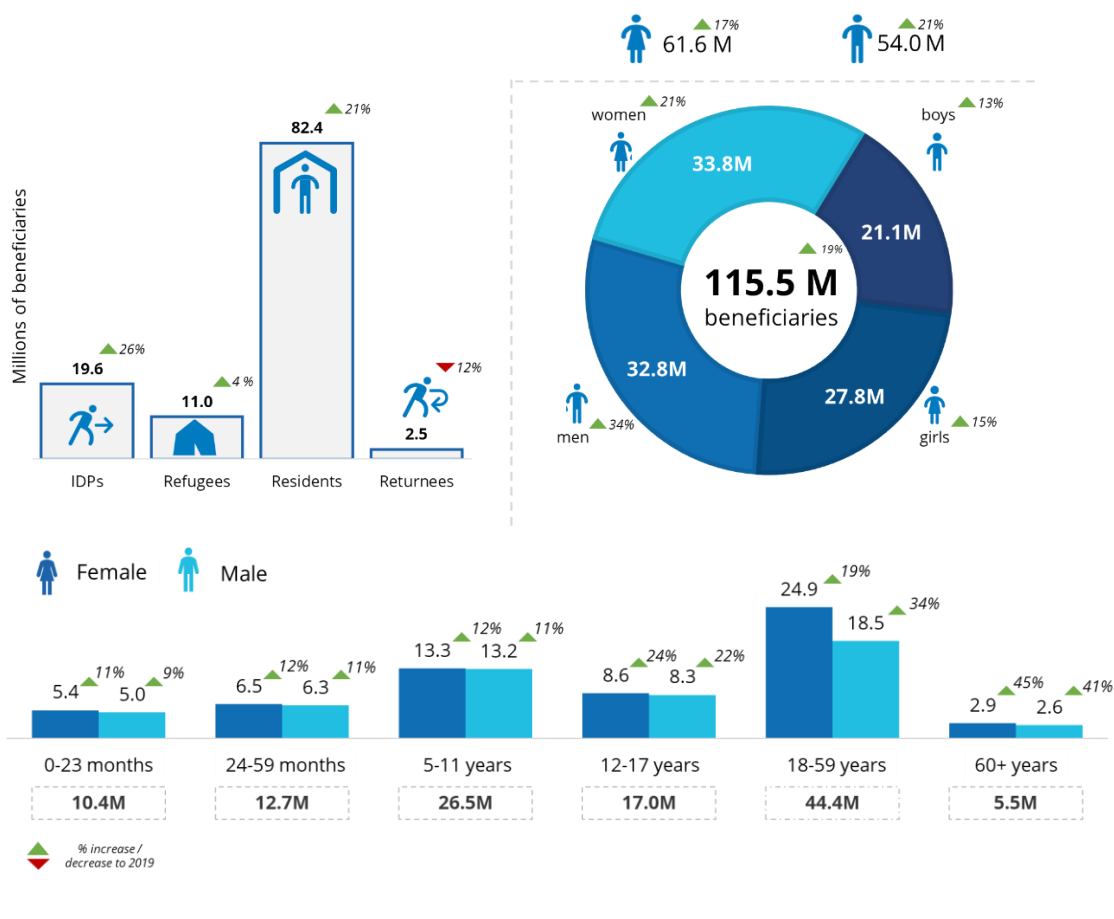 17%
61.6 M
21%
54.0 M
Millions of beneficiaries
26%
19.6
4 %
11.0
21%
82.4
12%
2.5
IDPs
Refugees
Residents
Returnees
21%
women
13%
boys
33.8M
21.1M
19%
115.5 M
beneficiaries
32.8M
27.8M
34%
men
15%
girls
Female
Male
11%
5.4
9%
5.0
12%
6.5
11%
6.3
12%
13.3
11%
13.2
24%
8.6
22%
8.3
19%
24.9
34%
18.5
45%
2.9
41%
2.6
0-23 months
24-59 months
5-11 years
12-17 years
18-59 years
60+ years
10.4M
12.7M
26.5M
17.0M
44.4M
5.5M
% increase/
decrease to 2019